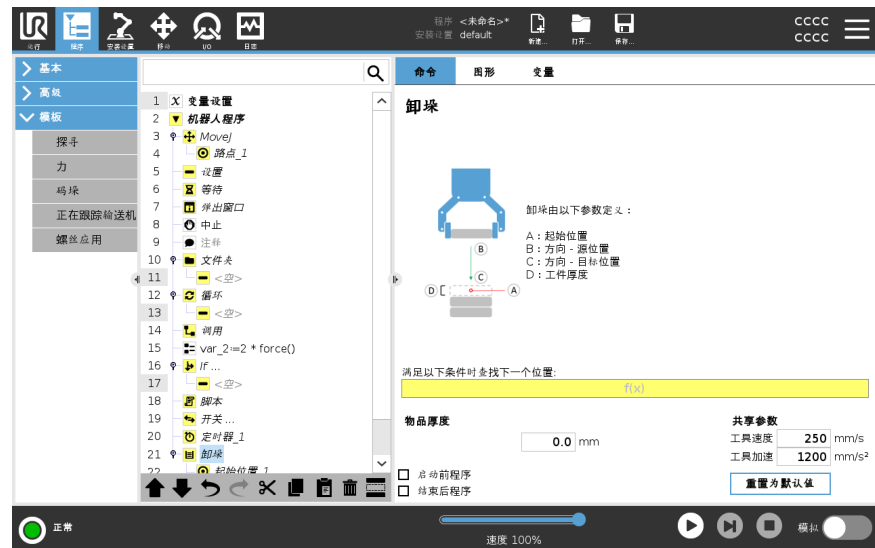 UR
运行
程序
安装设置
移动
I/O
日志
程序 <未命名>*
安装设置 default
新建...
打开...
保存...
CCCC
CCCC
基本
高级
模板
探寻
力
码垛
正在跟踪输送机
螺丝应用
1 X 变量设置
2 机器人程序
3 MoveJ
4 路点_1
5 设置
6 等待
7 弹出窗口
8 中止
9 注释
10 文件夹
11 <空>
12 循环
13 <空>
14 调用
15 var_2≔2 * force()
16 If ...
17 <空>
18 脚本
19 开关 ...
20 定时器_1
21 卸垛
22 起始位置_1
命令 图形 变量
卸垛
B
C
D
A
卸垛由以下参数定义：
A：起始位置
B：方向 - 源位置
C：方向 - 目标位置
D：工件厚度
满足以下条件时查找下一个位置:
f(x)
物品厚度
0.0 mm
启动前程序
结束后程序
共享参数
工具速度 250 mm/s
工具加速 1200 mm/s²
重置为默认值
正常
速度 100%
模拟